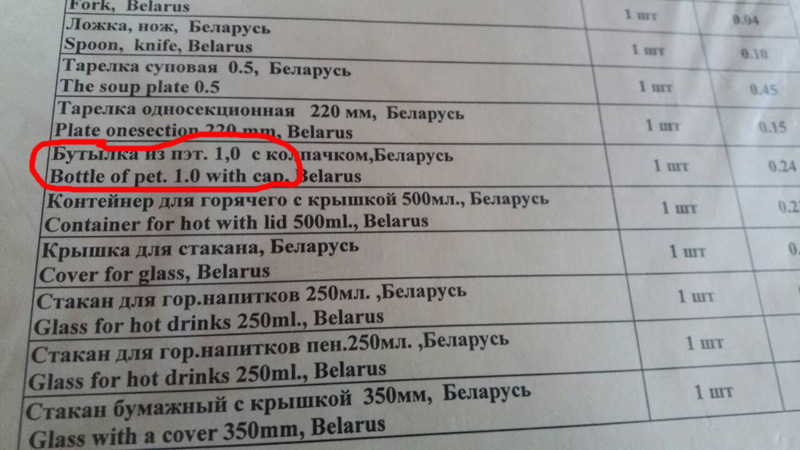 Fork, Belarus
Ложка, нож, Беларусь 1 шт 0.04
Spoon, knife, Belarus
1 шт 0.10
Тарелка суповая 0.5, Беларусь
The soup plate 0.5 1 шт 0.45
Тарелка односекционная 220 мм, Беларусь
Plate onesection 220 mm, Belarus 1 шт 0.15
Бутылка из пэт. 1,0 с колпачком,Беларусь
Bottle of pet. 1.0 with cap. Belarus 1 шт 0.24
Контейнер для горячего с крышкой 500мл., Беларусь
Container for hot with lid 500ml., Belarus 1 шт
Крышка для стакана, Беларусь
Cover for glass, Belarus 1 шт
Стакан для гор.напитков 250мл. ,Беларусь
Glass for hot drinks 250ml., Belarus 1 шт
Стакан для гор.напитков пен.250мл. ,Беларусь
Glass for hot drinks 250ml., Belarus 1 шт
Стакан бумажный с крышкой 350мм, Беларусь
Glass with a cover 350mm, Belarus 1 шт